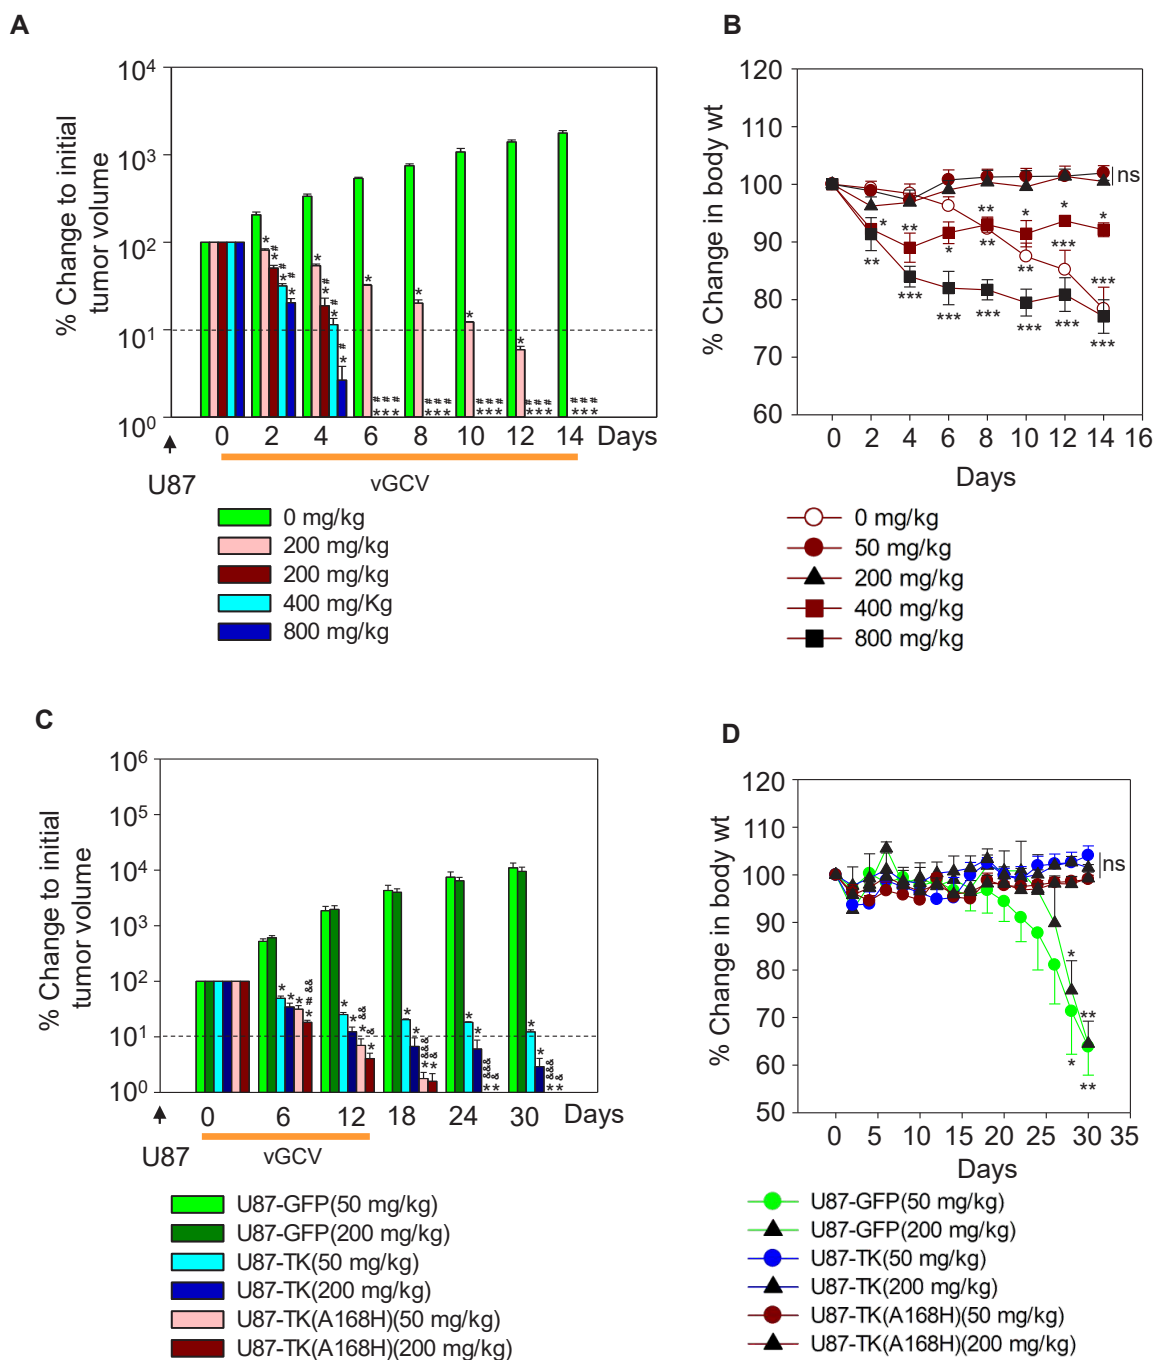 A
% Change to initial
tumor volume
10^4
10^3
10^2
10^1
10^0
* * # * # * # *
* * # * # * #
*
# # #
* * *
*
# # #
* * *
*
# # #
* * *
*
# # #
* * *
# # #
* * *
0 2 4 6 8 10 12 14 Days
U87
vGCV
0 mg/kg
200 mg/kg
200 mg/kg
400 mg/Kg
800 mg/kg
B
% Change in body wt
120
110
100
90
80
70
60
ns
* ** ** * * *
* ** *** ***
** ** 
** *** *** *** *** *** ***
0 2 4 6 8 10 12 14 16
Days
0 mg/kg
50 mg/kg
200 mg/kg
400 mg/kg
800 mg/kg
C
% Change to initial
tumor volume
10^6
10^5
10^4
10^3
10^2
10^1
10^0
* * * * # &&
* * * && * &
* * * &&& * &&
* * * &&& * &
* * * &&& * &
0 6 12 18 24 30 Days
U87
vGCV
U87-GFP(50 mg/kg)
U87-GFP(200 mg/kg)
U87-TK(50 mg/kg)
U87-TK(200 mg/kg)
U87-TK(A168H)(50 mg/kg)
U87-TK(A168H)(200 mg/kg)
D
% Change in body wt
120
110
100
90
80
70
60
50
ns
*
**
*
**
0 5 10 15 20 25 30 35
Days
U87-GFP(50 mg/kg)
U87-GFP(200 mg/kg)
U87-TK(50 mg/kg)
U87-TK(200 mg/kg)
U87-TK(A168H)(50 mg/kg)
U87-TK(A168H)(200 mg/kg)